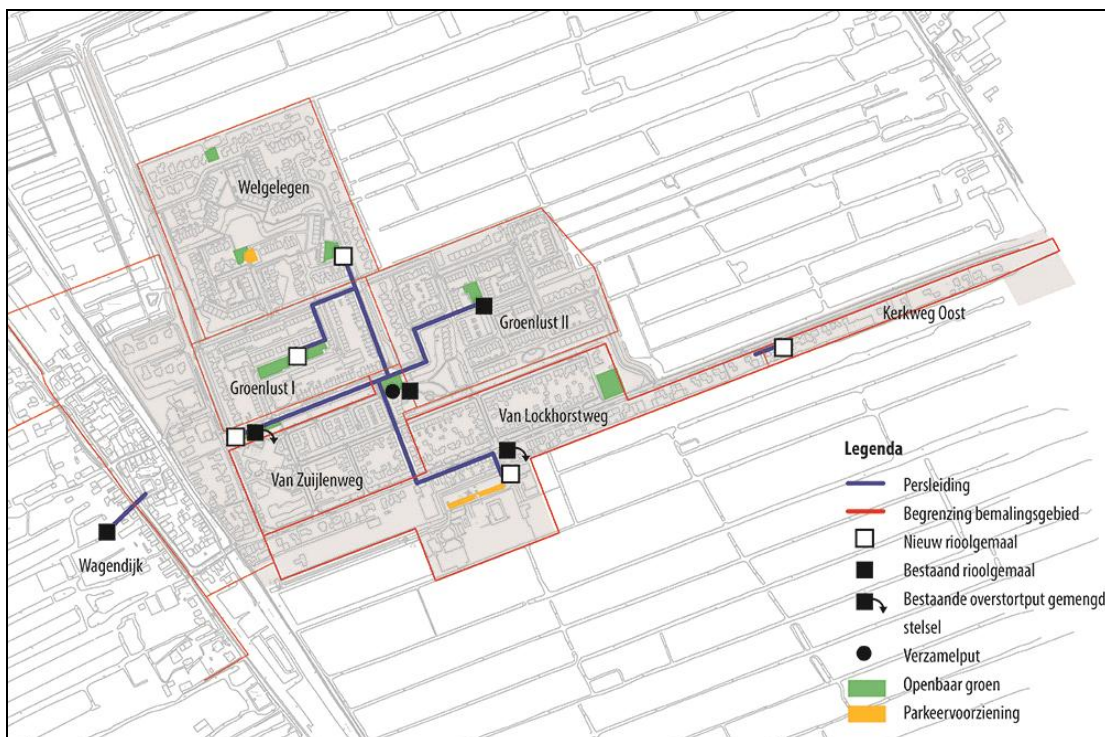 Welgelegen
Groenlust II
Kerkweg Oost
Groenlust I
Van Lockhorstweg
Van Zuijlenweg
Wagendijk
Legenda
Persleiding
Begrenzing bemalingsgebied
Nieuw rioolgemaal
Bestaand rioolgemaal
Bestaande overstortput gemengd
stelsel
Verzamelput
Openbaar groen
Parkeervoorziening